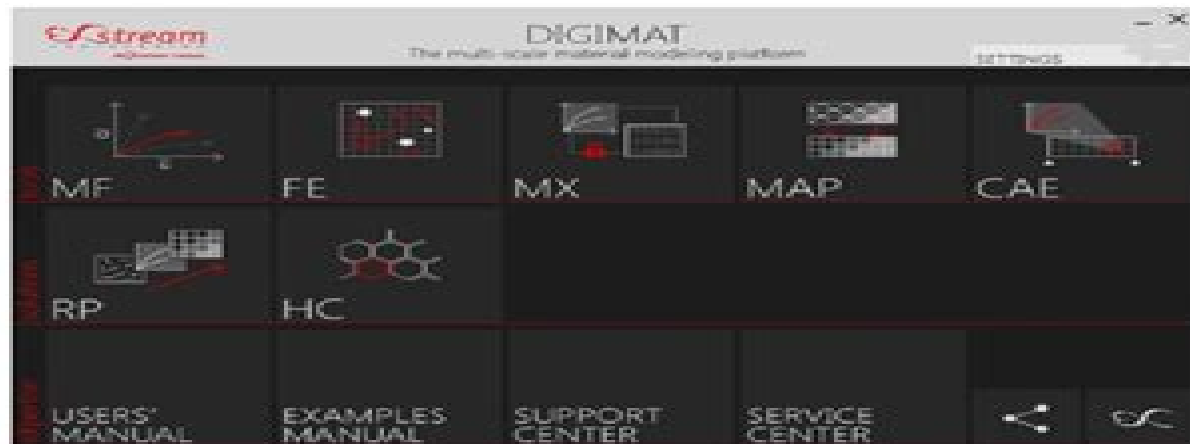 stream
DIGIMAT
The multi-scale material modeling platform
SETTINGS
MF
FE
MX
MAP
CAE
RP
HC
USERS'
MANUAL
EXAMPLES
MANUAL
SUPPORT
CENTER
SERVICE
CENTER